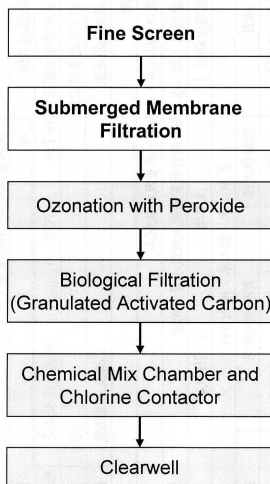 Fine Screen
Submerged Membrane
Filtration
Ozonation with Peroxide
Biological Filtration
(Granulated Activated Carbon)
Chemical Mix Chamber and
Chlorine Contactor
Clearwell